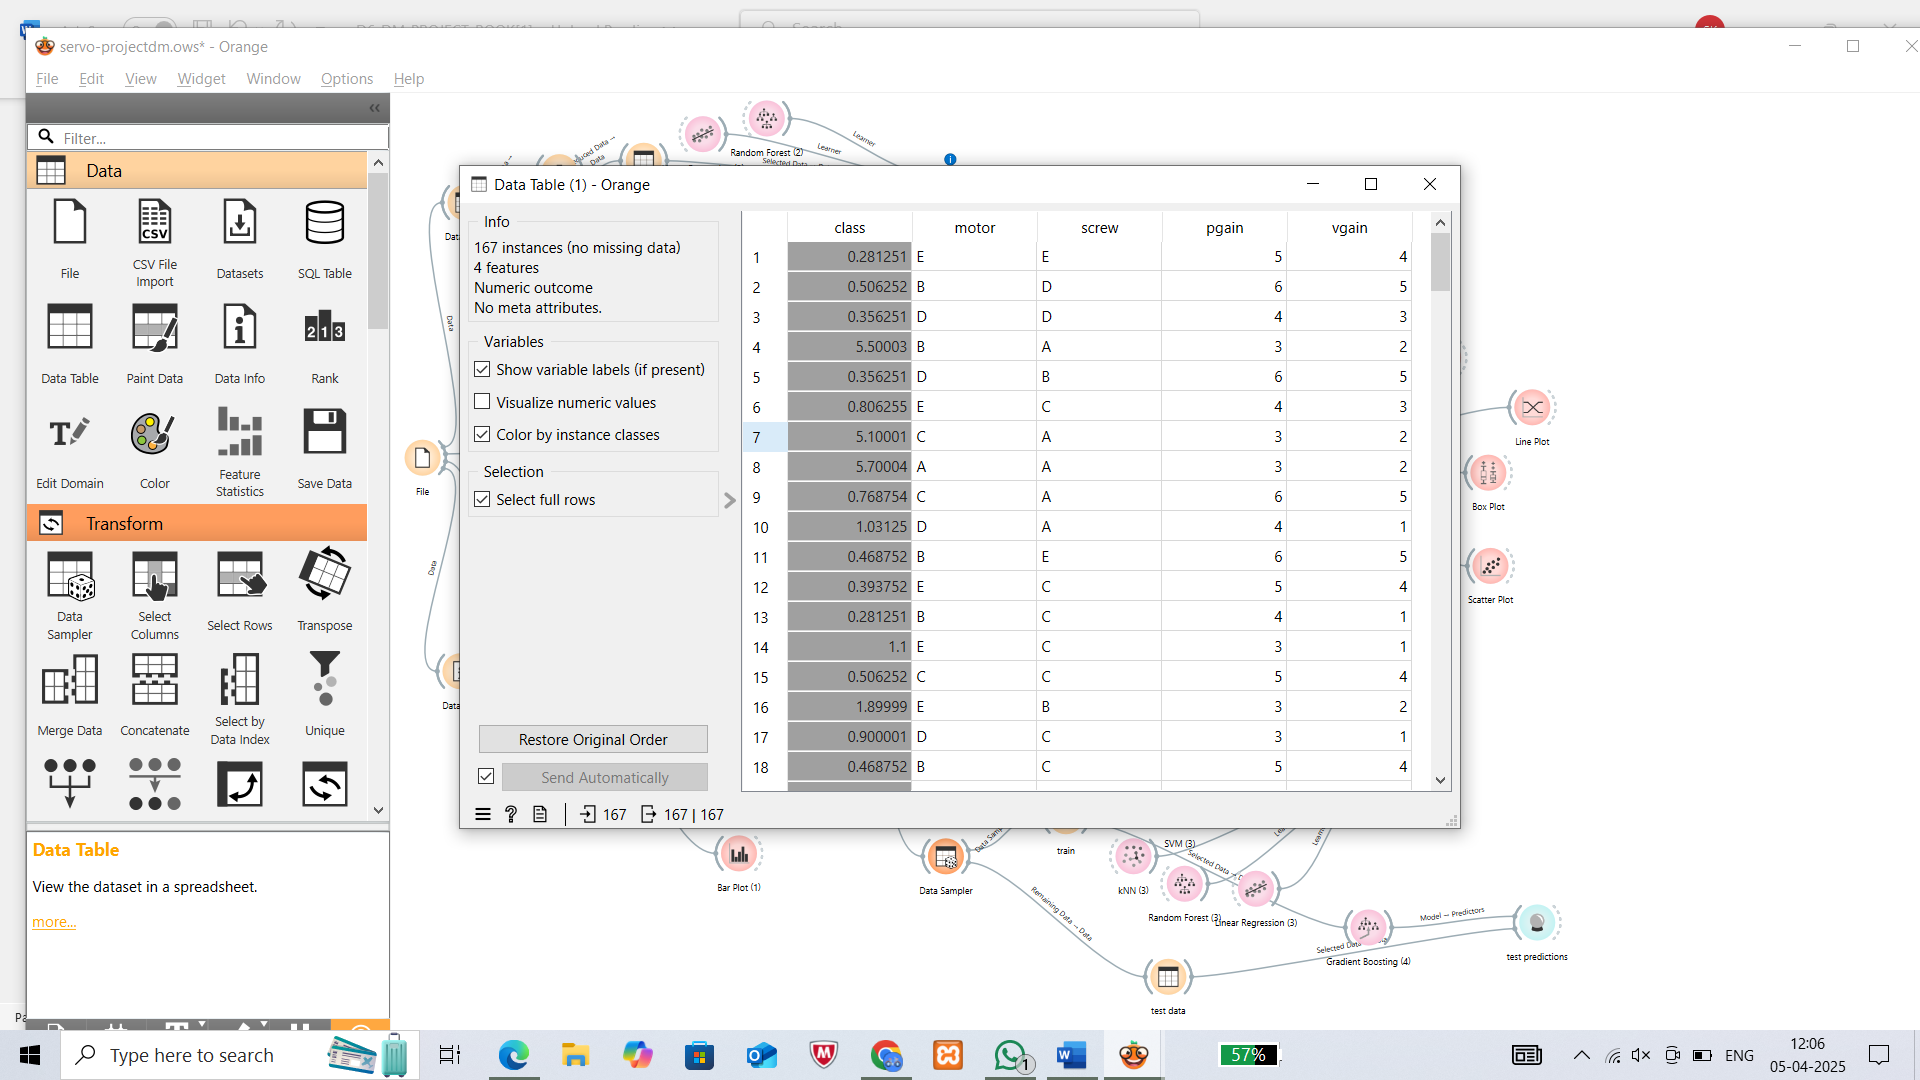 Search
servo-projectdm.ows* - Orange
File Edit View Widget Window Options Help
Filter...
Data
File
CSV File Import
Datasets
SQL Table
Data Table
Paint Data
Data Info
Rank
Edit Domain
Color
Feature Statistics
Save Data
Transform
Data Sampler
Select Columns
Select Rows
Transpose
Merge Data
Concatenate
Select by Data Index
Unique
Data Table
View the dataset in a spreadsheet.
more...
Random Forest (2)
Learner
Learner
Data
Data
Data
File
Data Table (1) - Orange
Info
167 instances (no missing data)
4 features
Numeric outcome
No meta attributes.
Variables
Show variable labels (if present)
Visualize numeric values
Color by instance classes
Selection
Select full rows
Restore Original Order
Send Automatically
167 167 | 167
class motor screw pgain vgain
1 0.281251 E E 5 4
2 0.506252 B D 6 5
3 0.356251 D D 4 3
4 5.50003 B A 3 2
5 0.356251 D B 6 5
6 0.806255 E C 4 3
7 5.10001 C A 3 2
8 5.70004 A A 3 2
9 0.768754 C A 6 5
10 1.03125 D A 4 1
11 0.468752 B E 6 5
12 0.393752 E C 5 4
13 0.281251 B C 4 1
14 1.1 E C 3 1
15 0.506252 C C 5 4
16 1.89999 E B 3 2
17 0.900001 D C 3 1
18 0.468752 B C 5 4
Line Plot
Box Plot
Scatter Plot
Bar Plot (1)
Data Sampler
train
SVM (3)
kNN (3)
Random Forest (3)
Linear Regression (3)
Gradient Boosting (4)
Model → Predictors
test predictions
Remaining Data → Data
test data
Type here to search
1
57%
ENG
12:06
05-04-2025